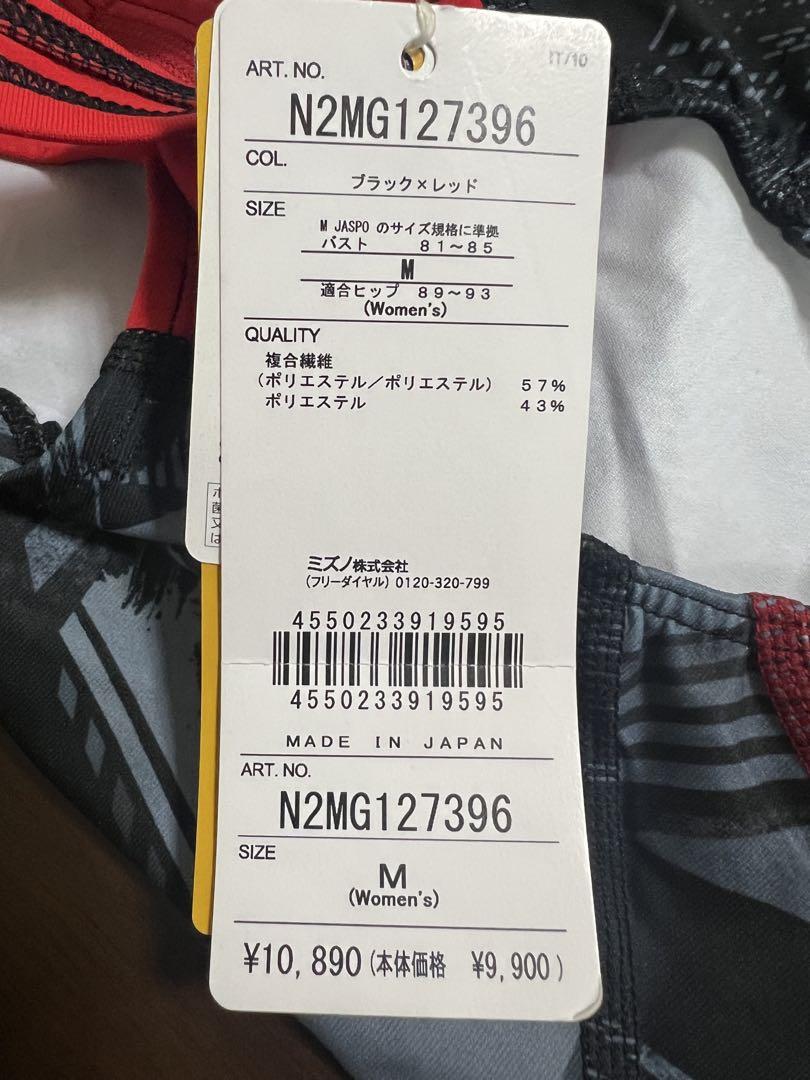 IT/10
ART. NO.
N2MG127396
COL.
ブラック×レッド
SIZE
M JASPO のサイズ規格に準拠
バスト 81～85
M
適合ヒップ 89～93
(Women's)
QUALITY
複合繊維
(ポリエステル／ポリエステル) 57%
ポリエステル 43%
ミズノ株式会社
(フリーダイヤル) 0120-320-799
4550233919595
4550233919595
MADE IN JAPAN
ART. NO.
N2MG127396
SIZE
M
(Women's)
¥10,890 (本体価格 ¥9,900)